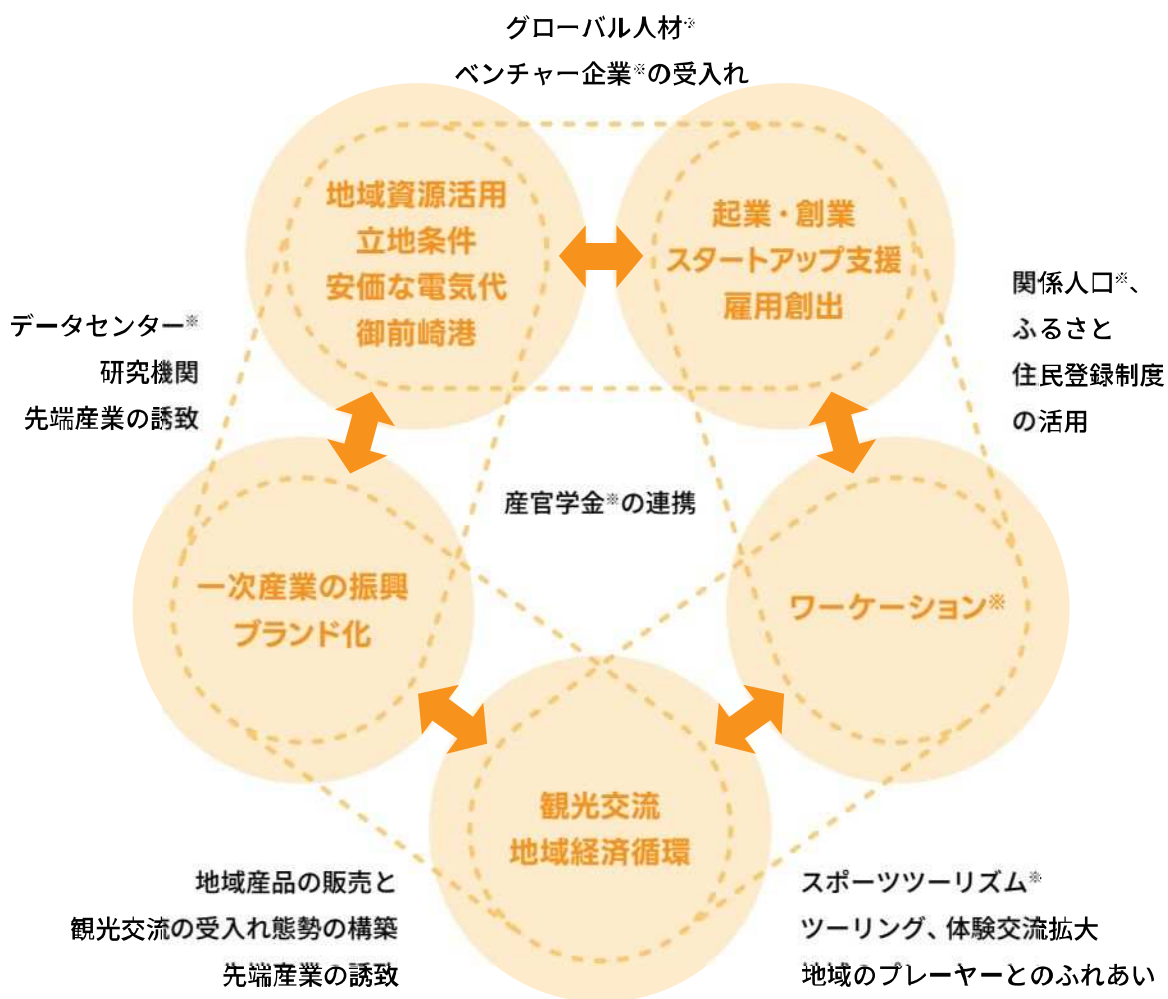 グローバル人材※
ベンチャー企業※の受入れ
地域資源活用
立地条件
安価な電気代
御前崎港
起業・創業
スタートアップ支援
雇用創出
関係人口※、
ふるさと
住民登録制度
の活用
データセンター※
研究機関
先端産業の誘致
産官学金※の連携
一次産業の振興
ブランド化
ワーケーション※
観光交流
地域経済循環
地域産品の販売と
観光交流の受入れ態勢の構築
先端産業の誘致
スポーツツーリズム※
ツーリング、体験交流拡大
地域のプレーヤーとのふれあい